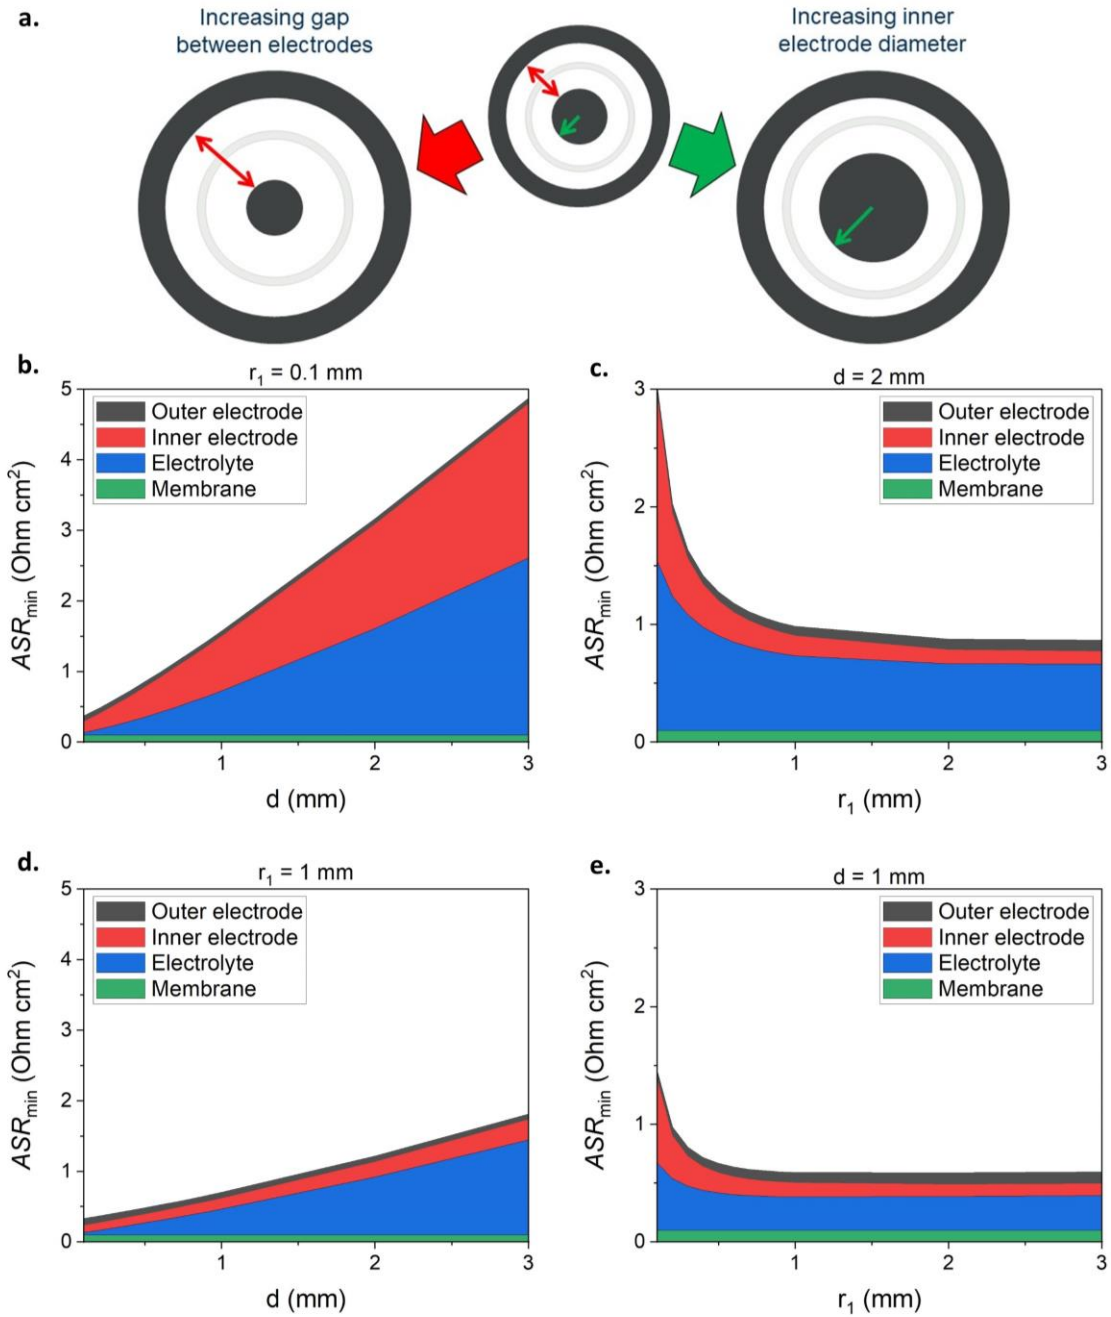 a.
Increasing gap
between electrodes
Increasing inner
electrode diameter
b.
r₁ = 0.1 mm
5
4
3
2
1
0
ASRmin (Ohm cm²)
Outer electrode
Inner electrode
Electrolyte
Membrane
1
2
3
d (mm)
c.
d = 2 mm
3
2
1
0
ASRmin (Ohm cm²)
Outer electrode
Inner electrode
Electrolyte
Membrane
1
2
3
r₁ (mm)
d.
r₁ = 1 mm
5
4
3
2
1
0
ASRmin (Ohm cm²)
Outer electrode
Inner electrode
Electrolyte
Membrane
1
2
3
d (mm)
e.
d = 1 mm
3
2
1
0
ASRmin (Ohm cm²)
Outer electrode
Inner electrode
Electrolyte
Membrane
1
2
3
r₁ (mm)